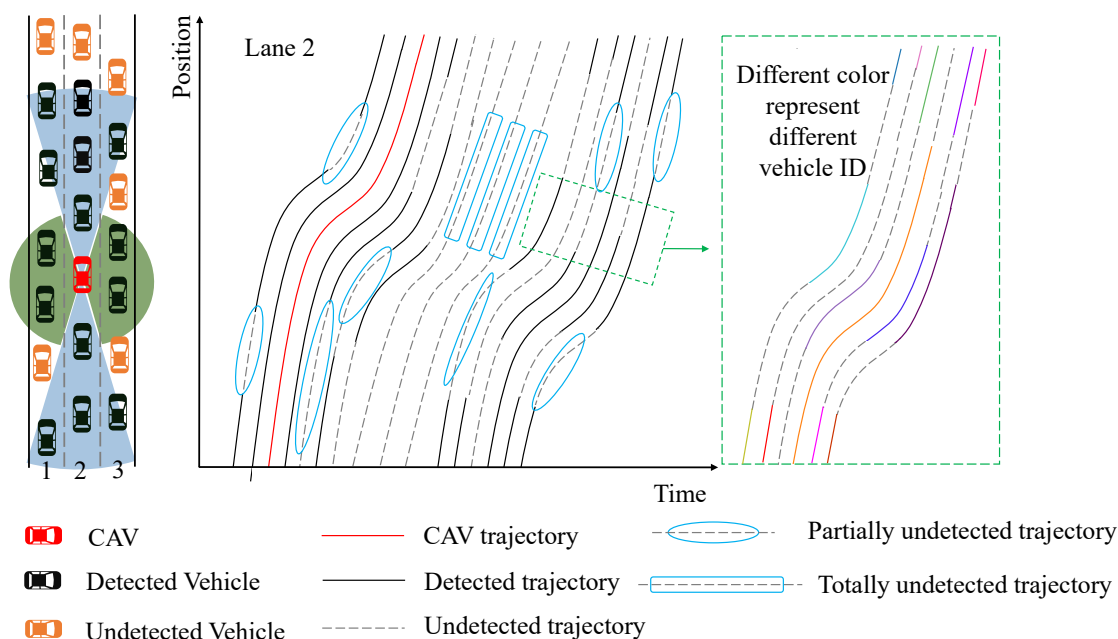 Position
Lane 2
Different color
represent
different
vehicle ID
1 2 3
Time
CAV
CAV trajectory
Partially undetected trajectory
Detected Vehicle
Detected trajectory
Totally undetected trajectory
Undetected Vehicle
Undetected trajectory